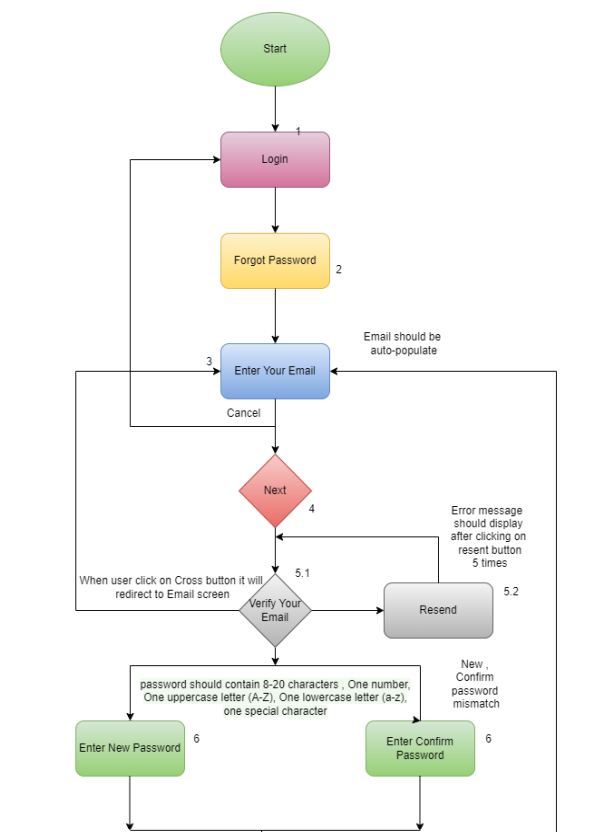 Start
1
Login
Forgot Password
2
Email should be
auto-populate
3
Enter Your Email
Cancel
Next
4
Error message
should display
after clicking on
resent button
5 times
5.1
When user click on Cross button it will
redirect to Email screen
Verify Your
Email
5.2
Resend
New ,
Confirm
password
mismatch
password should contain 8-20 characters , One number,
One uppercase letter (A-Z), One lowercase letter (a-z),
one special character
Enter New Password
6
Enter Confirm
Password
6